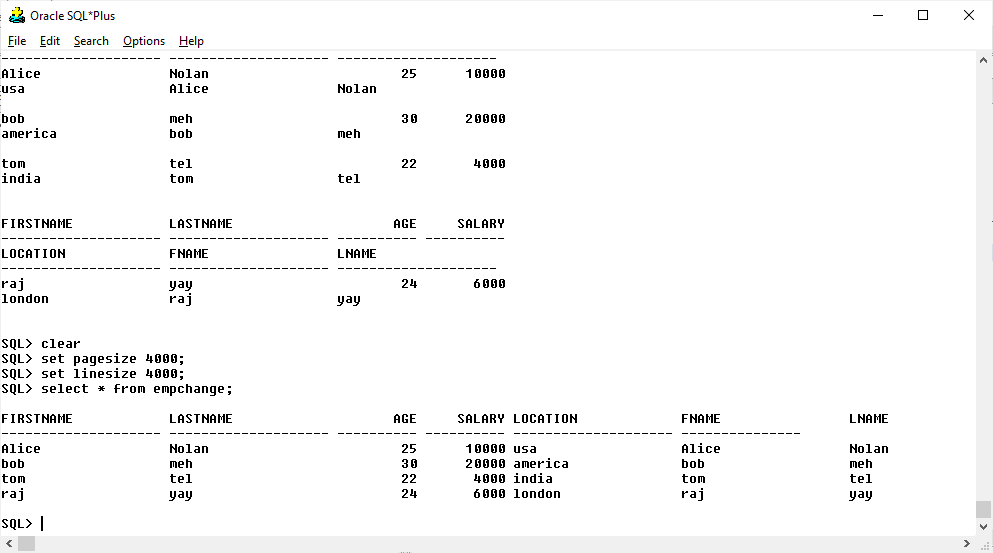 Oracle SQL*Plus
File Edit Search Options Help
-------------------- -------------------- --------------------
Alice                Nolan                        25      10000
usa                  Alice                Nolan

bob                  meh                          30      20000
america              bob                  meh

tom                  tel                          22       4000
india                tom                  tel

FIRSTNAME            LASTNAME                    AGE     SALARY
-------------------- -------------------- ---------- ----------
LOCATION             FNAME                LNAME
-------------------- -------------------- --------------------
raj                  yay                          24       6000
london               raj                  yay

SQL> clear
SQL> set pagesize 4000;
SQL> set linesize 4000;
SQL> select * from empchange;

FIRSTNAME            LASTNAME                    AGE     SALARY LOCATION             FNAME                LNAME
-------------------- -------------------- ---------- ---------- -------------------- ---------------
Alice                Nolan                        25      10000 usa                  Alice                Nolan
bob                  meh                          30      20000 america              bob                  meh
tom                  tel                          22       4000 india                tom                  tel
raj                  yay                          24       6000 london               raj                  yay

SQL>